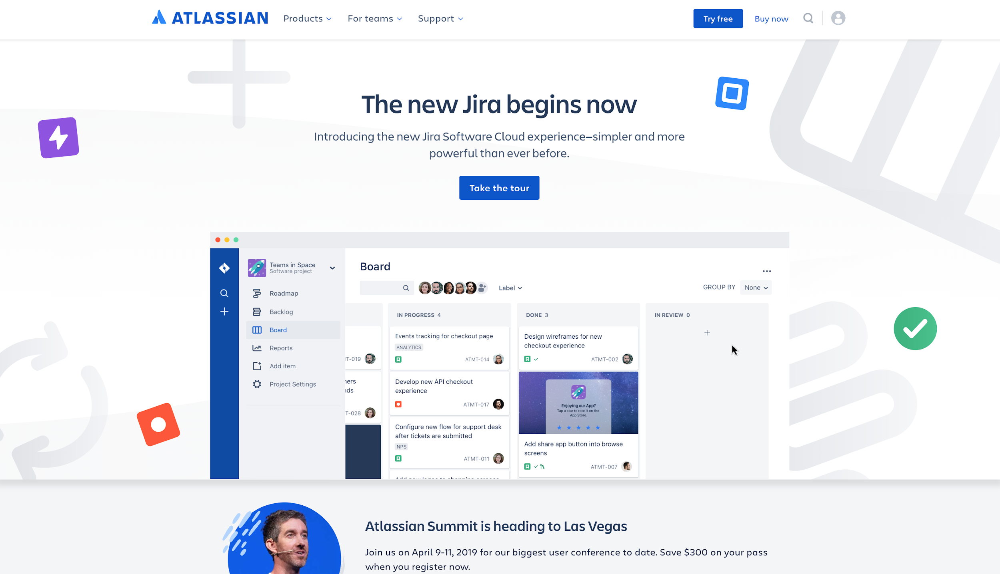 ATLASSIAN
Products
For teams
Support
Try free
Buy now
The new Jira begins now
Introducing the new Jira Software Cloud experience—simpler and more
powerful than ever before.
Take the tour
Teams in Space
Software project
Roadmap
Backlog
Board
Reports
Add item
Project Settings
Board
Label
GROUP BY
None
T-019
ners
nds
T-028
IN PROGRESS 4
Events tracking for checkout page
ANALYTICS
ATMT-014
Develop new API checkout
experience
ATMT-017
Configure new flow for support desk
after tickets are submitted
NPS
ATMT-011
DONE 3
Design wireframes for new
checkout experience
ATMT-002
Enjoying our App?
Tap a star to rate it on the
App Store.
Add share app button into browse
screens
ATMT-007
IN REVIEW 0
Atlassian Summit is heading to Las Vegas
Join us on April 9-11, 2019 for our biggest user conference to date. Save $300 on your pass
when you register now.